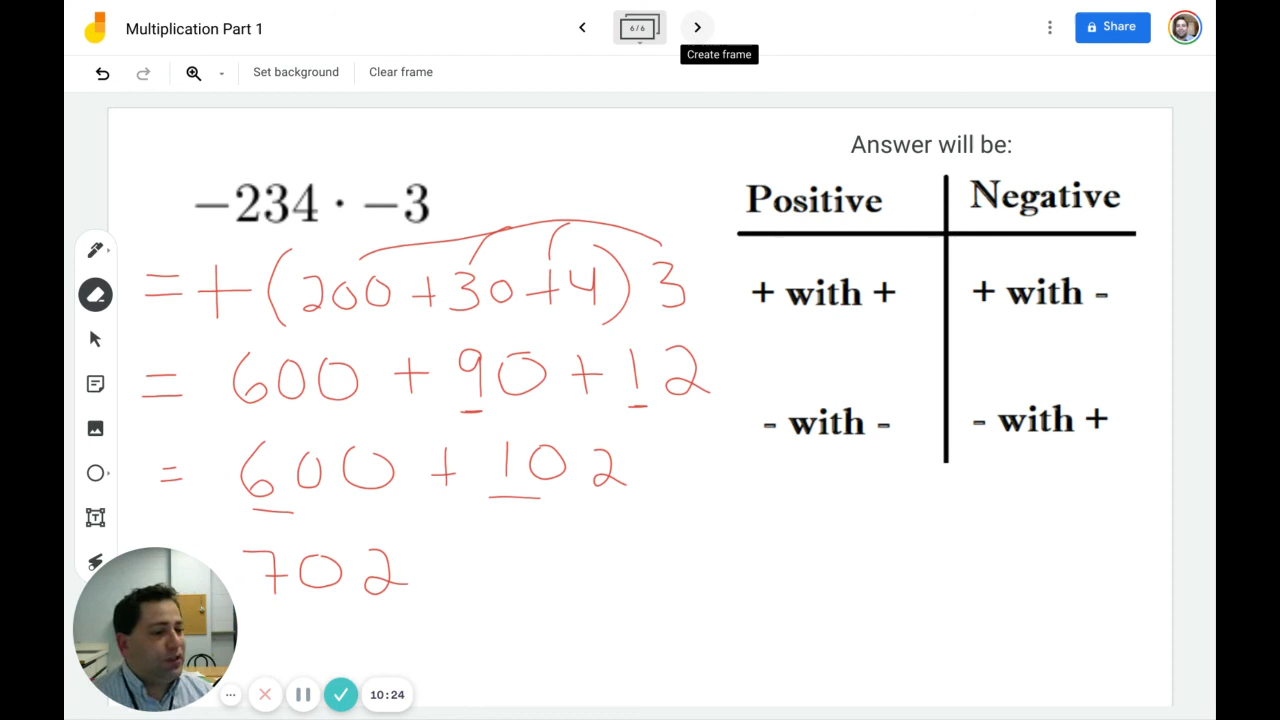 Multiplication Part 1
6/6
Share
Create frame
Set background
Clear frame
Answer will be:
−234 · −3
Positive
Negative
= + (200 + 30 + 4) 3
+ with +
+ with -
= 600 + 90 + 12
- with -
- with +
= 600 + 102
702
10:24